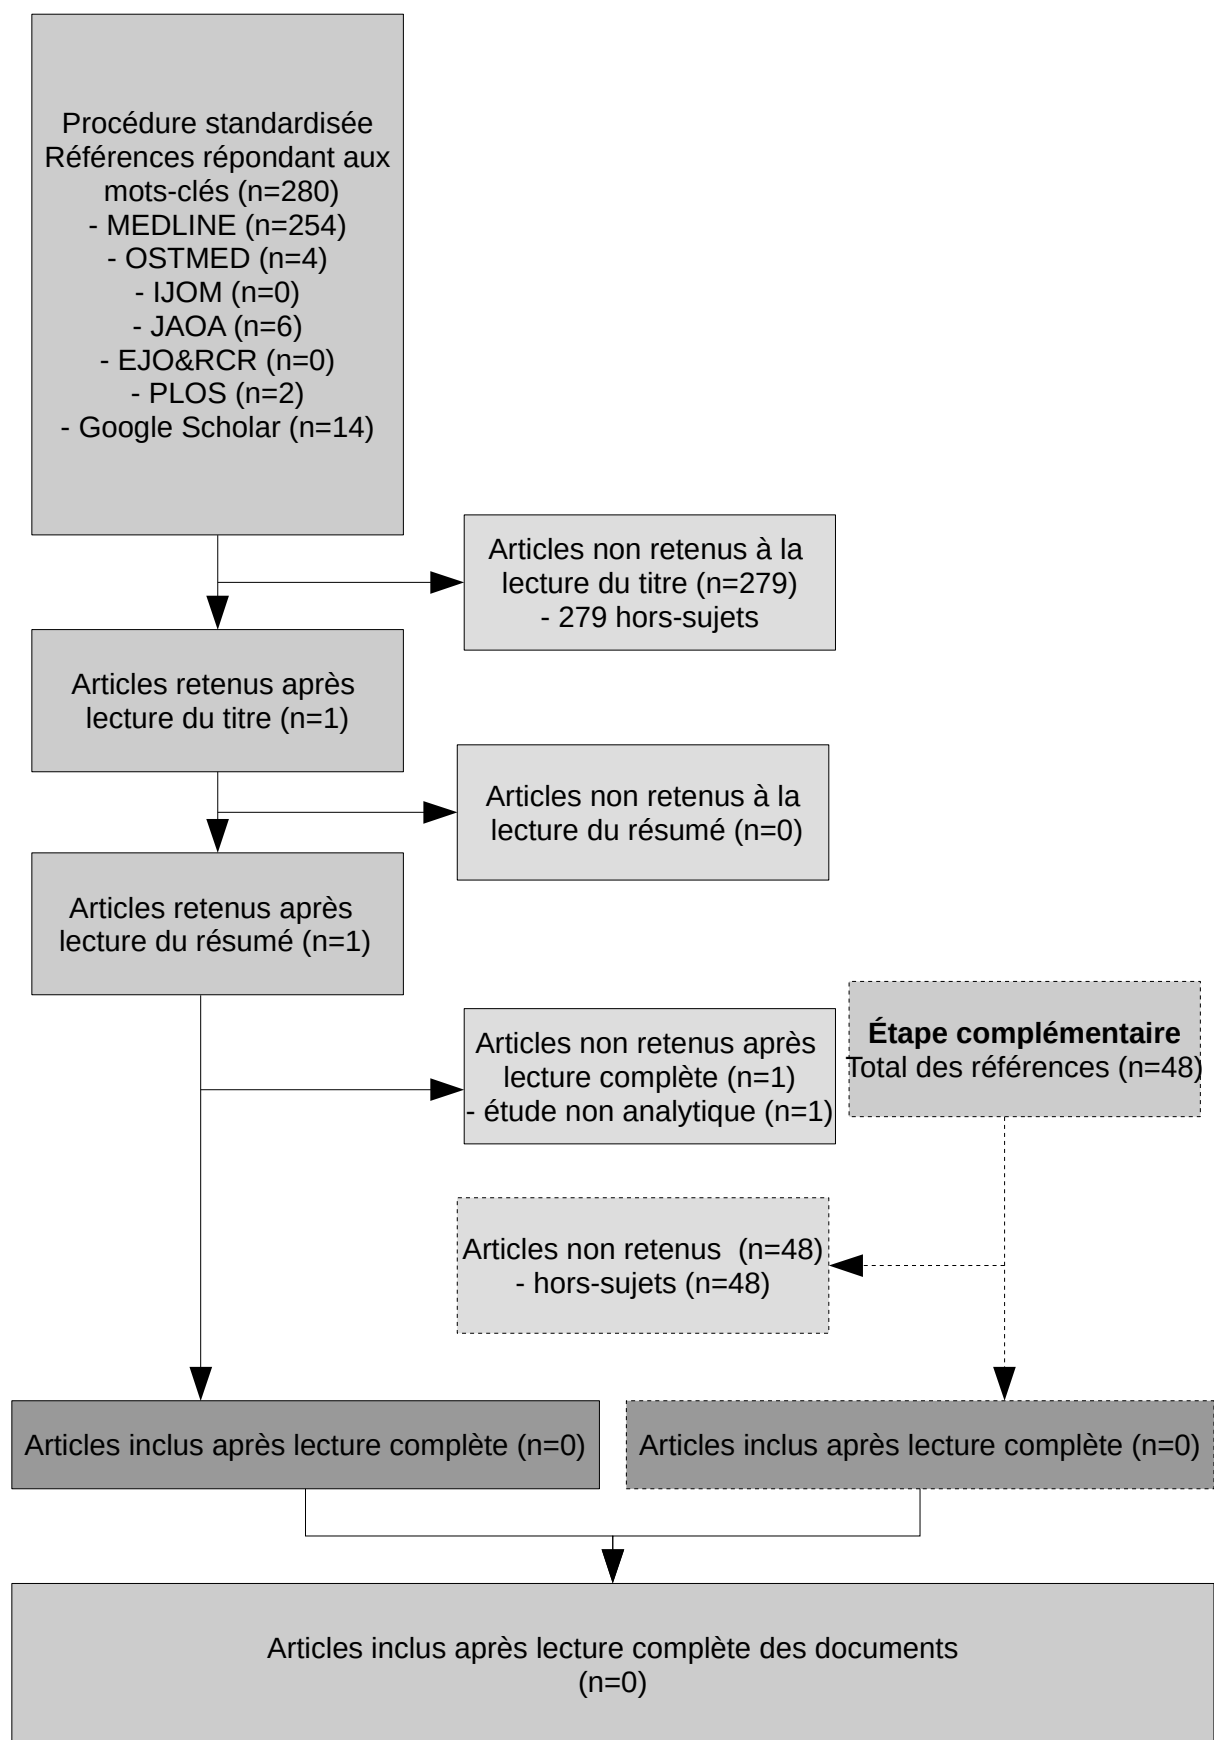 Procédure standardisée
Références répondant aux
mots-clés (n=280)
- MEDLINE (n=254)
- OSTMED (n=4)
- IJOM (n=0)
- JAOA (n=6)
- EJO&RCR (n=0)
- PLOS (n=2)
- Google Scholar (n=14)
Articles non retenus à la
lecture du titre (n=279)
- 279 hors-sujets
Articles retenus après
lecture du titre (n=1)
Articles non retenus à la
lecture du résumé (n=0)
Articles retenus après
lecture du résumé (n=1)
Articles non retenus après
lecture complète (n=1)
- étude non analytique (n=1)
Étape complémentaire
Total des références (n=48)
Articles non retenus (n=48)
- hors-sujets (n=48)
Articles inclus après lecture complète (n=0)
Articles inclus après lecture complète (n=0)
Articles inclus après lecture complète des documents
(n=0)